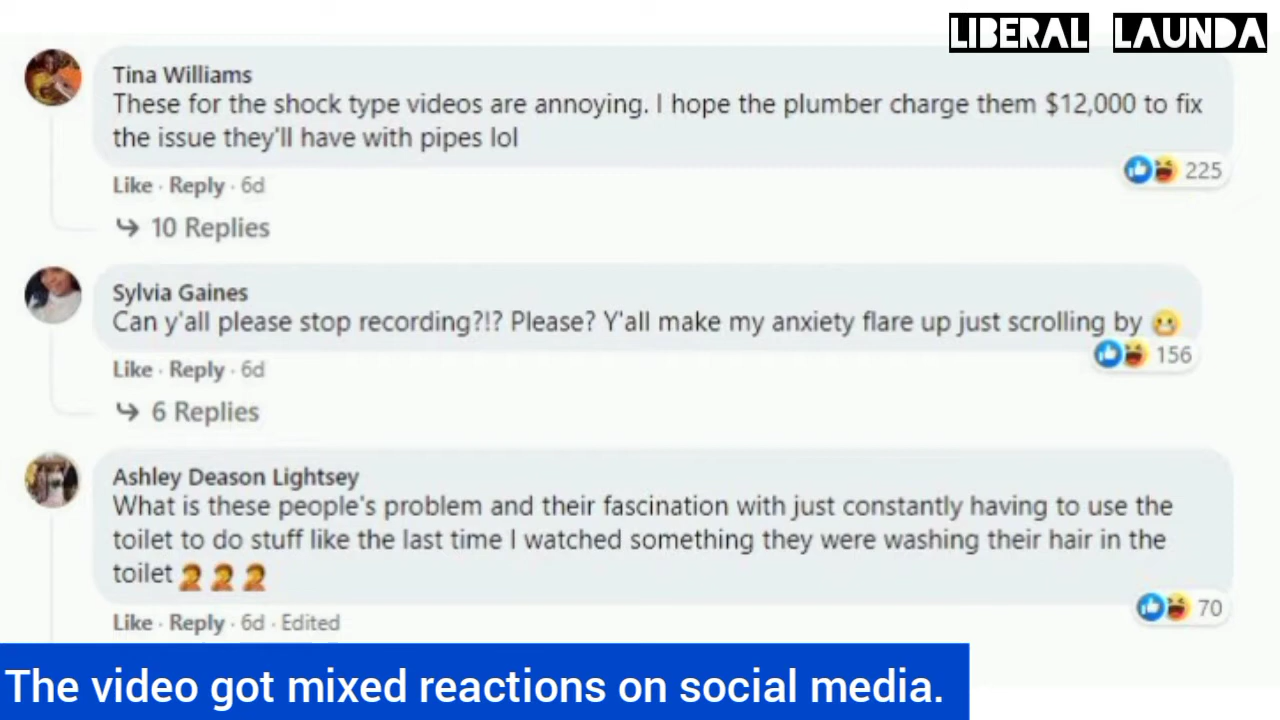 LIBERAL LAUNDA
Tina Williams
These for the shock type videos are annoying. I hope the plumber charge them $12,000 to fix
the issue they'll have with pipes lol
Like · Reply · 6d
225
10 Replies
Sylvia Gaines
Can y'all please stop recording?!? Please? Y'all make my anxiety flare up just scrolling by 😬
Like · Reply · 6d
156
6 Replies
Ashley Deason Lightsey
What is these people's problem and their fascination with just constantly having to use the
toilet to do stuff like the last time I watched something they were washing their hair in the
toilet 🤦🤦🤦
Like · Reply · 6d · Edited
70
The video got mixed reactions on social media.